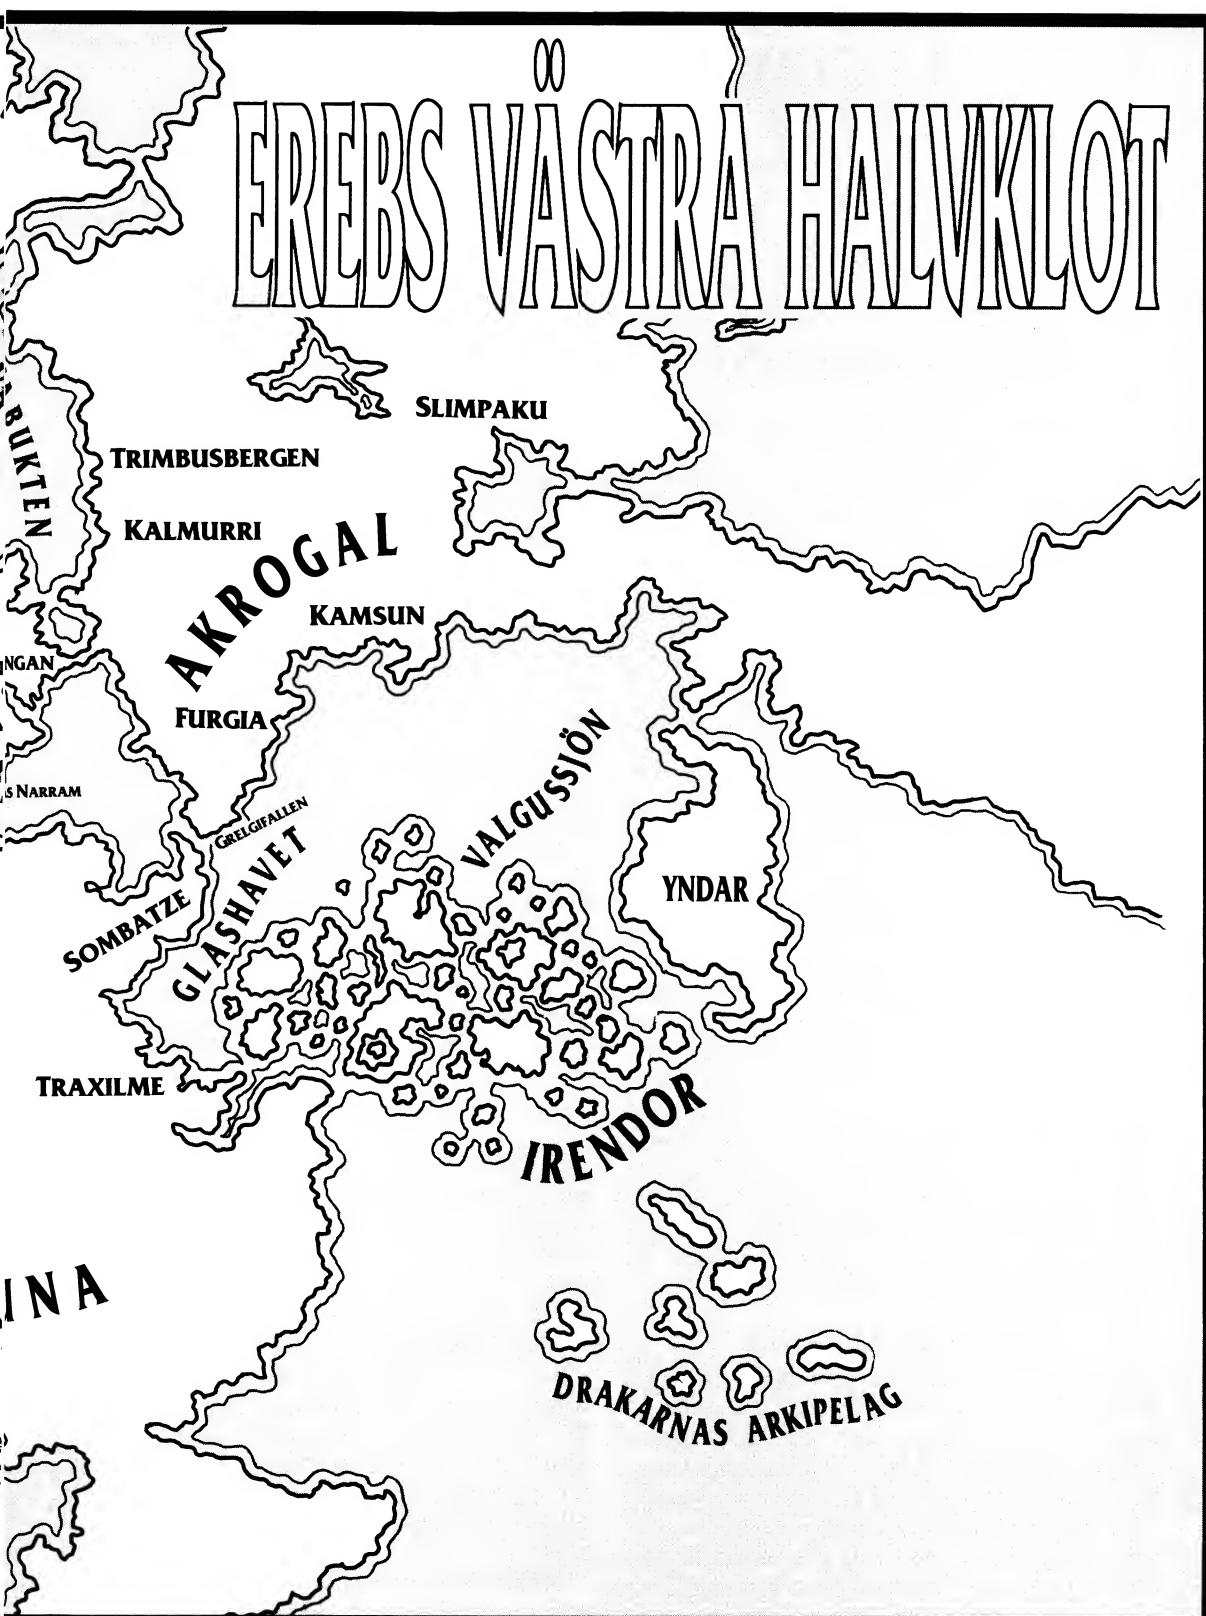 EREBS VÄSTRA HALVKLOT
SLIMPAKU
BUKTEN
TRIMBUSBERGEN
KALMURRI
AKROGAL
KAMSUN
NGAN
FURGIA
VALGUSSJÖN
S NARRAM
GRELGIFALLEN
GLASHAVET
YNDAR
SOMBATZE
TRAXILME
IRENDOR
INA
DRAKARNAS ARKIPELAG